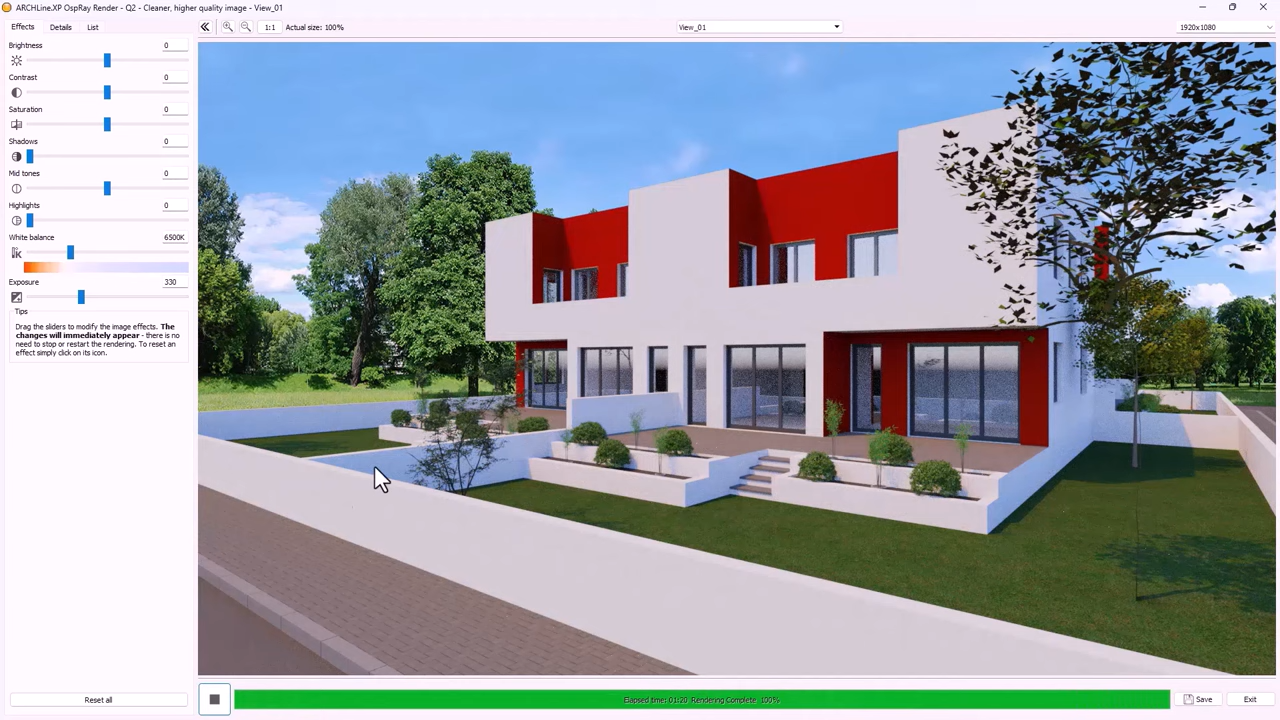 ARCHLine.XP OspRay Render - Q2 - Cleaner, higher quality image - View_01
Effects Details List
1:1 Actual size: 100%
View_01
1920x1080
Brightness 0
Contrast 0
Saturation 0
Shadows 0
Mid tones 0
Highlights 0
White balance 6500K
K
Exposure 330
Tips
Drag the sliders to modify the image effects. The
changes will immediately appear - there is no
need to stop or restart the rendering. To reset an
effect simply click on its icon.
Reset all
Elapsed time: 01:20 Rendering Complete 100%
Save
Exit